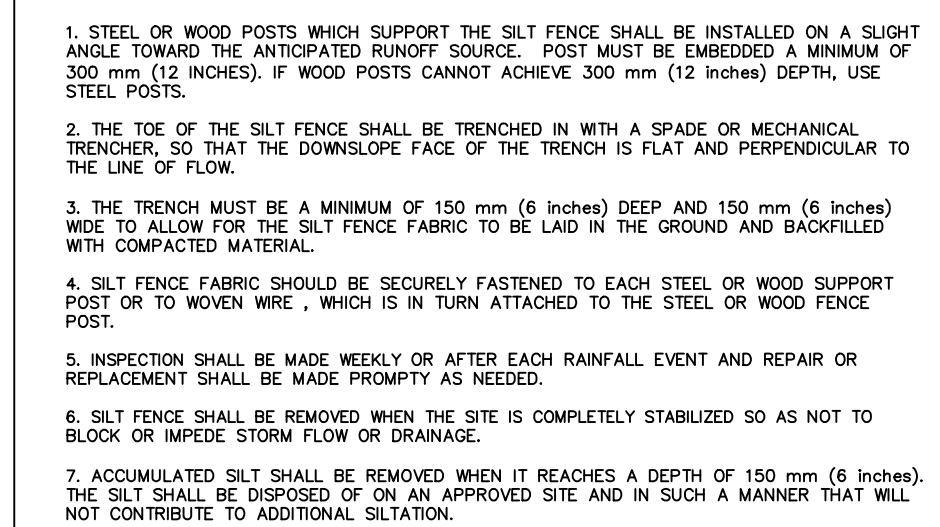 1. STEEL OR WOOD POSTS WHICH SUPPORT THE SILT FENCE SHALL BE INSTALLED ON A SLIGHT
ANGLE TOWARD THE ANTICIPATED RUNOFF SOURCE. POST MUST BE EMBEDDED A MINIMUM OF
300 mm (12 INCHES). IF WOOD POSTS CANNOT ACHIEVE 300 mm (12 inches) DEPTH, USE
STEEL POSTS.
2. THE TOE OF THE SILT FENCE SHALL BE TRENCHED IN WITH A SPADE OR MECHANICAL
TRENCHER, SO THAT THE DOWNSLOPE FACE OF THE TRENCH IS FLAT AND PERPENDICULAR TO
THE LINE OF FLOW.
3. THE TRENCH MUST BE A MINIMUM OF 150 mm (6 inches) DEEP AND 150 mm (6 inches)
WIDE TO ALLOW FOR THE SILT FENCE FABRIC TO BE LAID IN THE GROUND AND BACKFILLED
WITH COMPACTED MATERIAL.
4. SILT FENCE FABRIC SHOULD BE SECURELY FASTENED TO EACH STEEL OR WOOD SUPPORT
POST OR TO WOVEN WIRE , WHICH IS IN TURN ATTACHED TO THE STEEL OR WOOD FENCE
POST.
5. INSPECTION SHALL BE MADE WEEKLY OR AFTER EACH RAINFALL EVENT AND REPAIR OR
REPLACEMENT SHALL BE MADE PROMPTY AS NEEDED.
6. SILT FENCE SHALL BE REMOVED WHEN THE SITE IS COMPLETELY STABILIZED SO AS NOT TO
BLOCK OR IMPEDE STORM FLOW OR DRAINAGE.
7. ACCUMULATED SILT SHALL BE REMOVED WHEN IT REACHES A DEPTH OF 150 mm (6 inches).
THE SILT SHALL BE DISPOSED OF ON AN APPROVED SITE AND IN SUCH A MANNER THAT WILL
NOT CONTRIBUTE TO ADDITIONAL SILTATION.